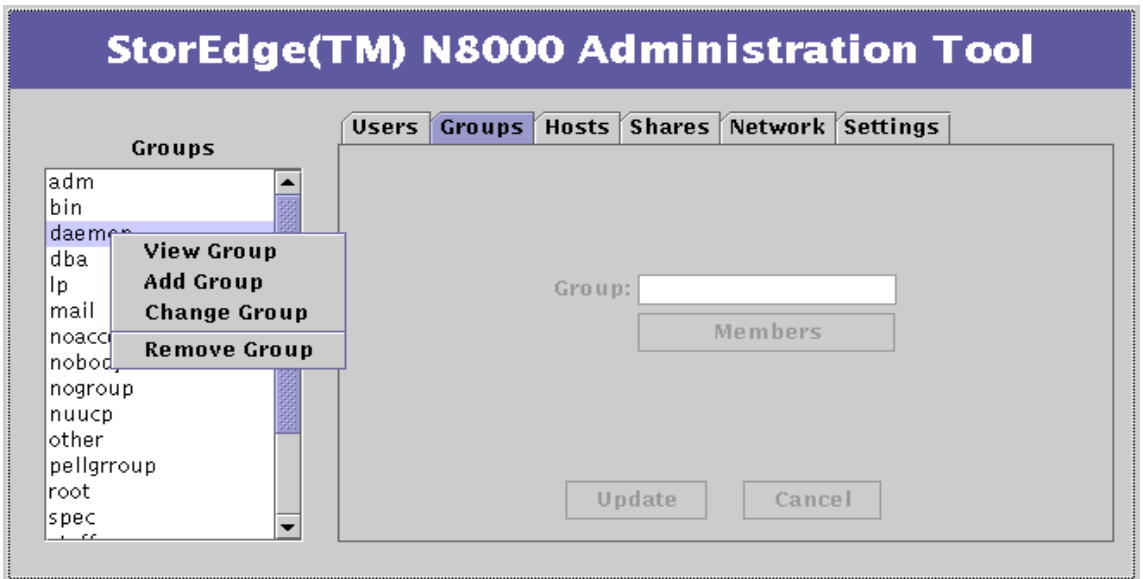 StorEdge(TM) N8000 Administration Tool
Users Groups Hosts Shares Network Settings
Groups
adm
bin
daemon
dba
lp
mail
View Group
Add Group
Change Group
Remove Group
nogroup
nuucp
other
pellgrroup
root
spec
Group:
Members
Update Cancel